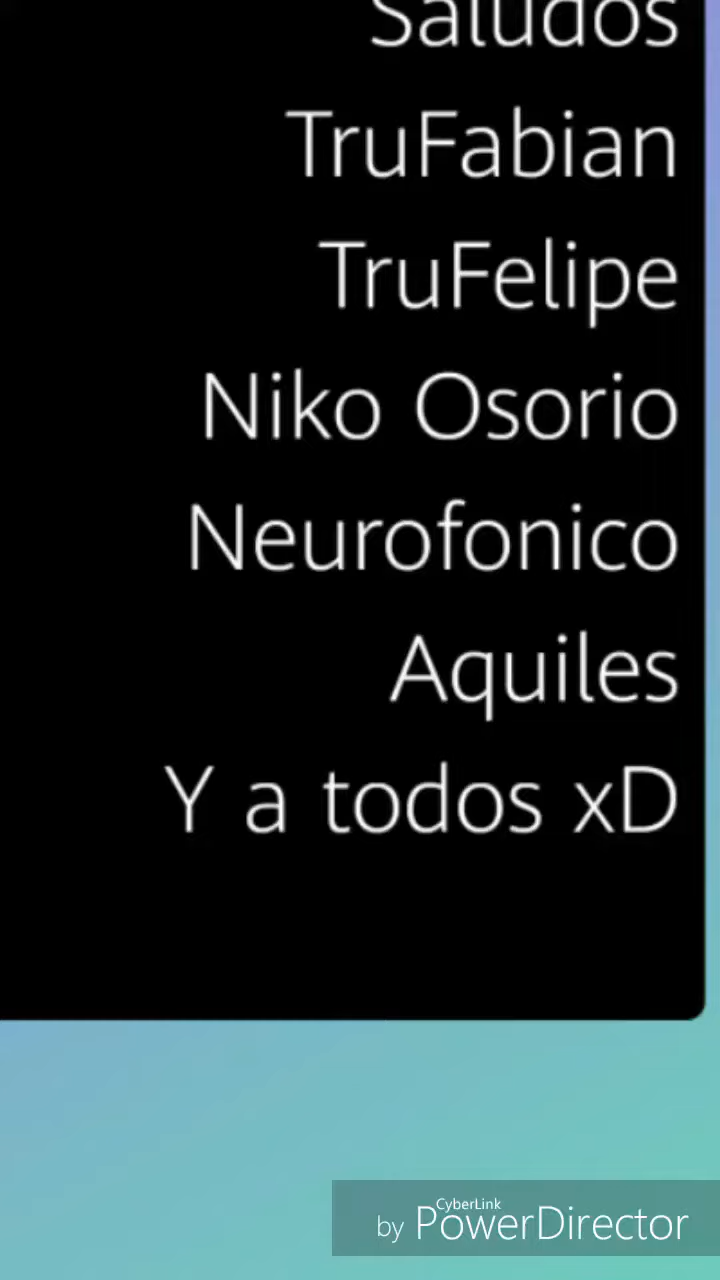 Saludos
TruFabian
TruFelipe
Niko Osorio
Neurofonico
Aquiles
Y a todos xD
by CyberLink PowerDirector